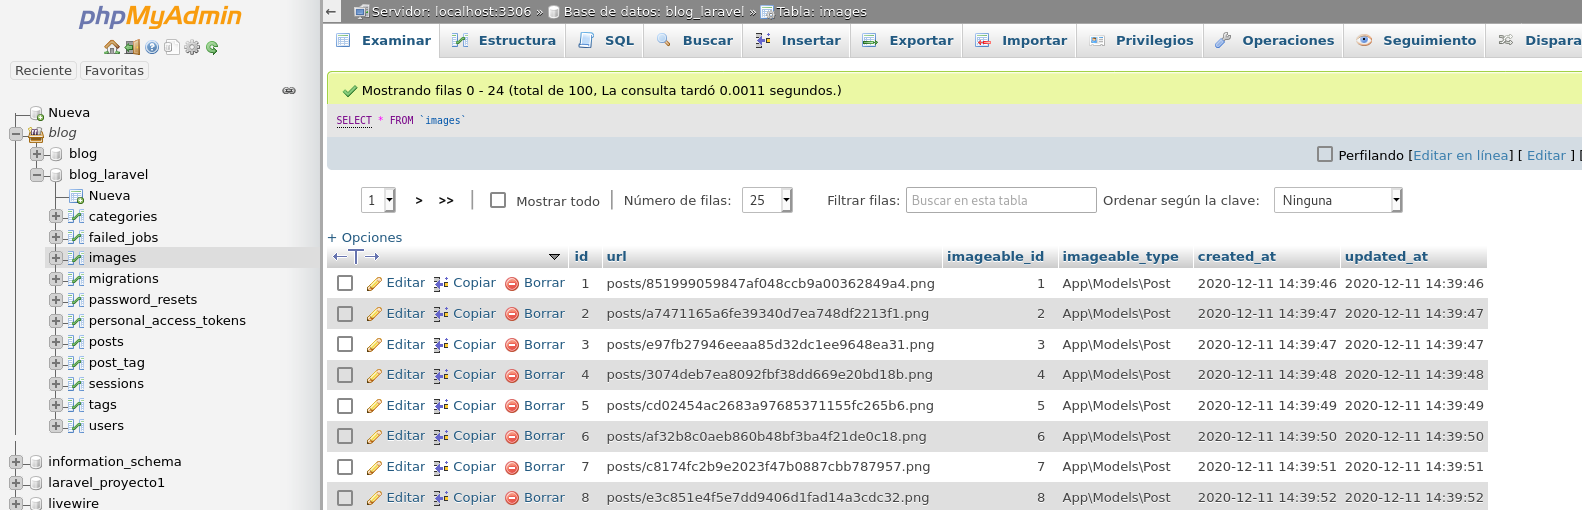 phpMyAdmin
Reciente Favoritas
Nueva
blog
blog
blog_laravel
Nueva
categories
failed_jobs
images
migrations
password_resets
personal_access_tokens
posts
post_tag
sessions
tags
users
information_schema
laravel_proyecto1
livewire
← Servidor: localhost:3306 » Base de datos: blog_laravel » Tabla: images
Examinar Estructura SQL Buscar Insertar Exportar Importar Privilegios Operaciones Seguimiento Dispara
Mostrando filas 0 - 24 (total de 100, La consulta tardó 0.0011 segundos.)
SELECT * FROM `images`
Perfilando [Editar en línea] [ Editar ] [
1 > >> | Mostrar todo | Número de filas: 25 Filtrar filas: Buscar en esta tabla Ordenar según la clave: Ninguna
+ Opciones
←T→ id url imageable_id imageable_type created_at updated_at
Editar Copiar Borrar 1 posts/851999059847af048ccb9a00362849a4.png 1 App\Models\Post 2020-12-11 14:39:46 2020-12-11 14:39:46
Editar Copiar Borrar 2 posts/a7471165a6fe39340d7ea748df2213f1.png 2 App\Models\Post 2020-12-11 14:39:47 2020-12-11 14:39:47
Editar Copiar Borrar 3 posts/e97fb27946eeaa85d32dc1ee9648ea31.png 3 App\Models\Post 2020-12-11 14:39:47 2020-12-11 14:39:47
Editar Copiar Borrar 4 posts/3074deb7ea8092fbf38dd669e20bd18b.png 4 App\Models\Post 2020-12-11 14:39:48 2020-12-11 14:39:48
Editar Copiar Borrar 5 posts/cd02454ac2683a97685371155fc265b6.png 5 App\Models\Post 2020-12-11 14:39:49 2020-12-11 14:39:49
Editar Copiar Borrar 6 posts/af32b8c0aeb860b48bf3ba4f21de0c18.png 6 App\Models\Post 2020-12-11 14:39:50 2020-12-11 14:39:50
Editar Copiar Borrar 7 posts/c8174fc2b9e2023f47b0887cbb787957.png 7 App\Models\Post 2020-12-11 14:39:51 2020-12-11 14:39:51
Editar Copiar Borrar 8 posts/e3c851e4f5e7dd9406d1fad14a3cdc32.png 8 App\Models\Post 2020-12-11 14:39:52 2020-12-11 14:39:52